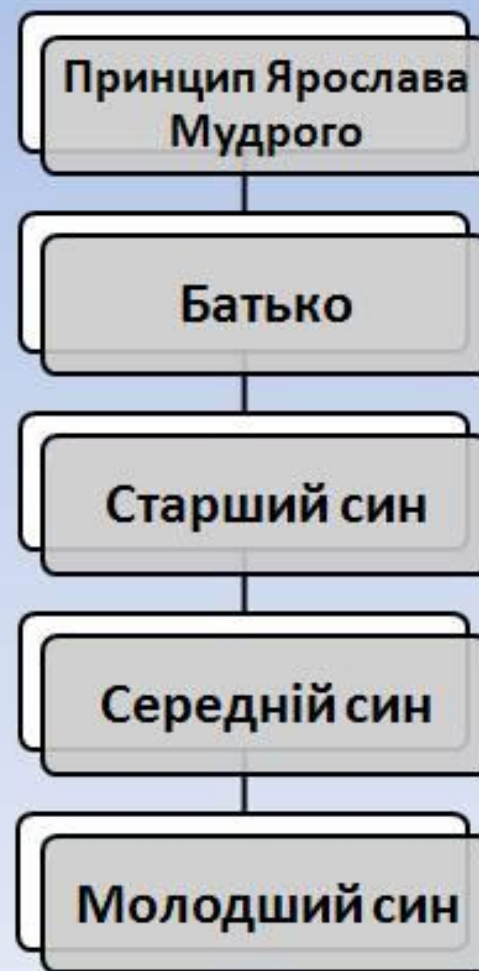 Принцип Ярослава
Мудрого
Батько
Старший син
Середній син
Молодший син